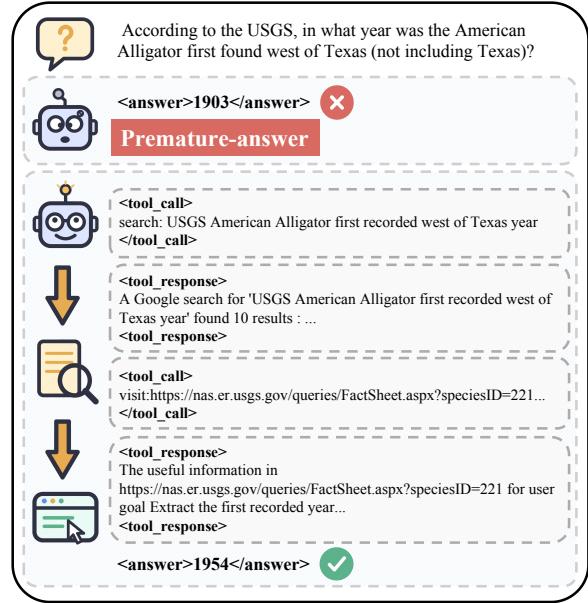 ?
According to the USGS, in what year was the American
Alligator first found west of Texas (not including Texas)?
<answer>1903</answer>
Premature-answer
<tool_call>
search: USGS American Alligator first recorded west of Texas year
</tool_call>
<tool_response>
A Google search for 'USGS American Alligator first recorded west of
Texas year' found 10 results : ...
<tool_response>
<tool_call>
visit:https://nas.er.usgs.gov/queries/FactSheet.aspx?speciesID=221...
</tool_call>
<tool_response>
The useful information in
https://nas.er.usgs.gov/queries/FactSheet.aspx?speciesID=221 for user
goal Extract the first recorded year...
<tool_response>
<answer>1954</answer>